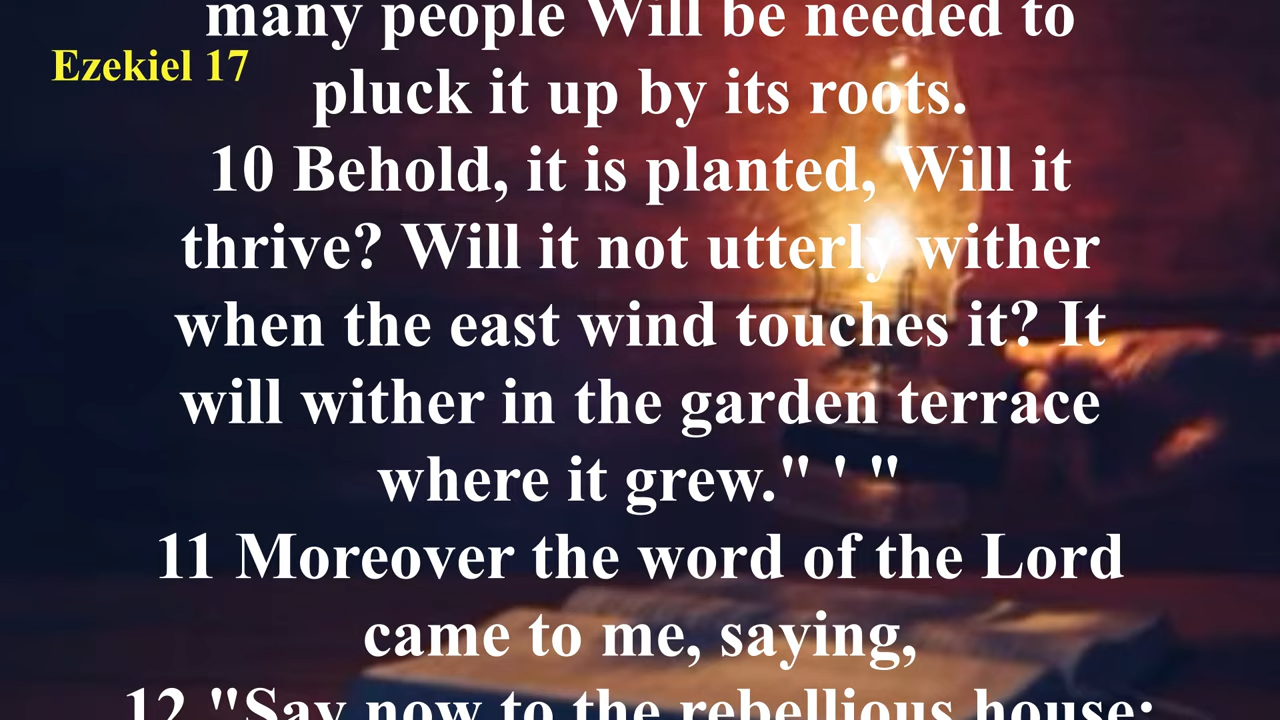 many people Will be needed to
Ezekiel 17
pluck it up by its roots.
10 Behold, it is planted, Will it
thrive? Will it not utterly wither
when the east wind touches it? It
will wither in the garden terrace
where it grew." ' "
11 Moreover the word of the Lord
came to me, saying,
12 "Say now to the rebellious house: